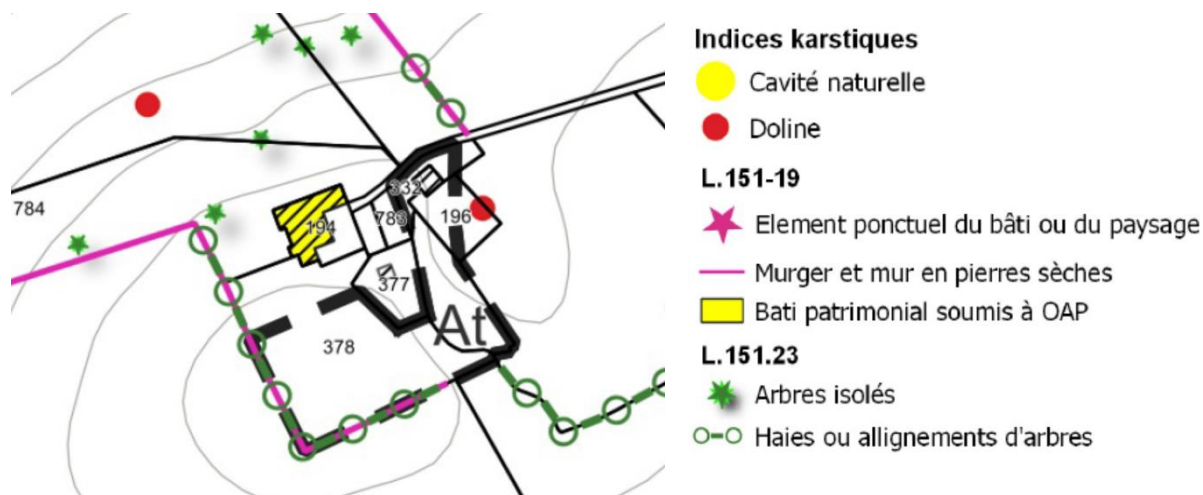 784
332
194
783
196
377
At
378
Indices karstiques
Cavité naturelle
Doline
L.151-19
Element ponctuel du bâti ou du paysage
Murger et mur en pierres sèches
Bati patrimonial soumis à OAP
L.151.23
Arbres isolés
Haies ou allignements d'arbres